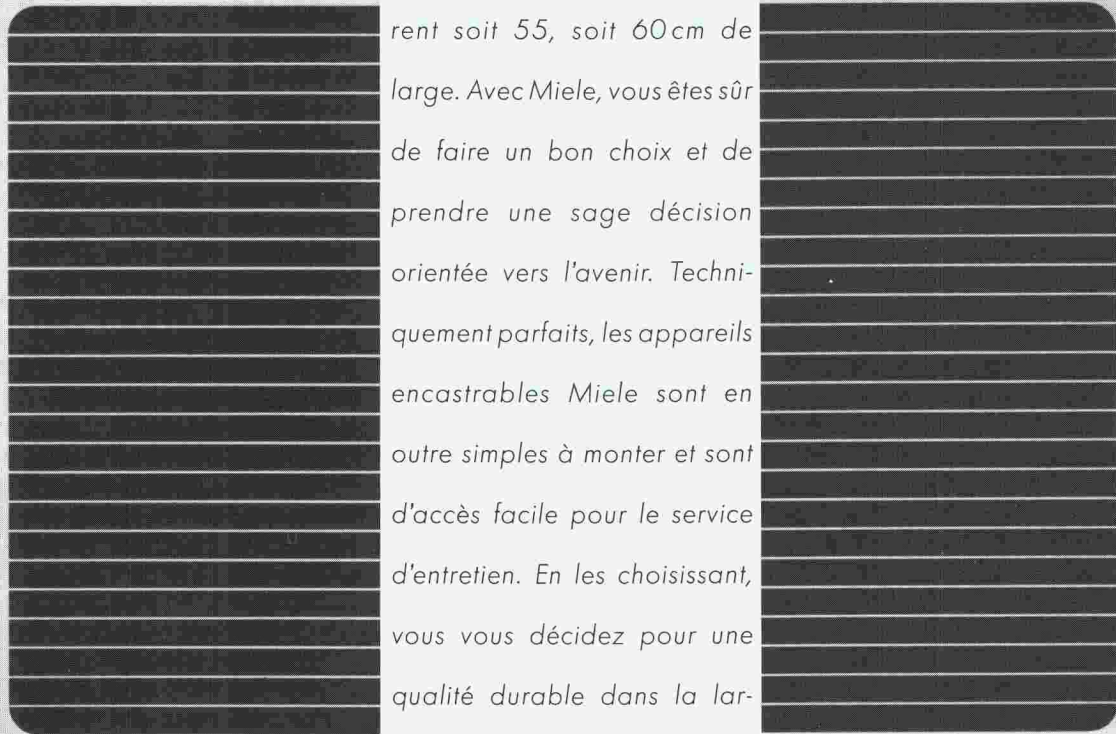 rent soit 55, soit 60 cm de
large. Avec Miele, vous êtes sûr
de faire un bon choix et de
prendre une sage décision
orientée vers l'avenir. Techni-
quement parfaits, les appareils
encastrables Miele sont en
outre simples à monter et sont
d'accès facile pour le service
d'entretien. En les choisissant,
vous vous décidez pour une
qualité durable dans la lar-